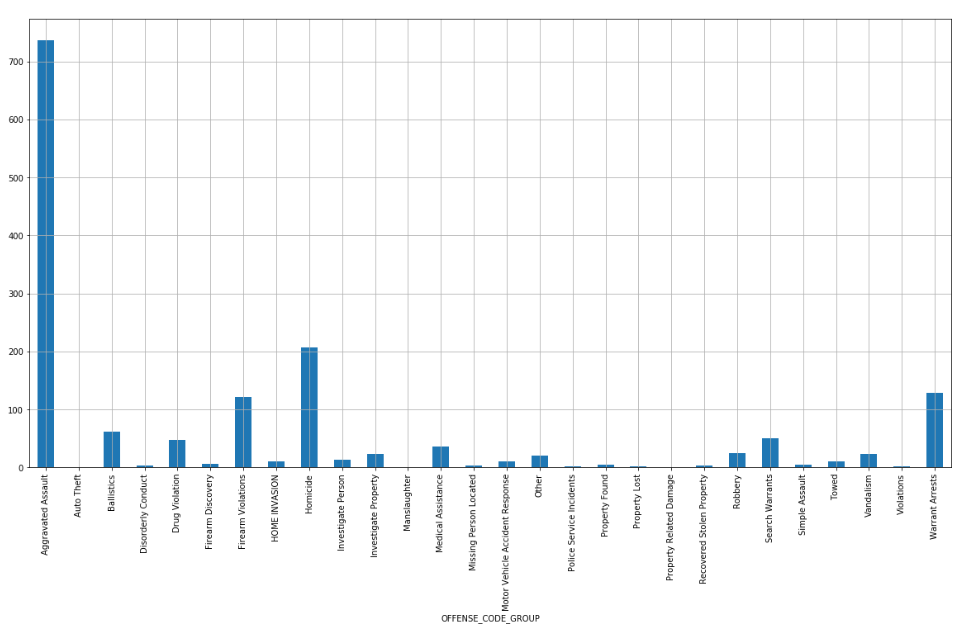 700
600
500
400
300
200
100
0
Aggravated Assault
Auto Theft
Ballistics
Disorderly Conduct
Drug Violation
Firearm Discovery
Firearm Violations
HOME INVASION
Homicide
Investigate Person
Investigate Property
Manslaughter
Medical Assistance
Missing Person Located
Motor Vehicle Accident Response
Other
Police Service Incidents
Property Found
Property Lost
Property Related Damage
Recovered Stolen Property
Robbery
Search Warrants
Simple Assault
Towed
Vandalism
Violations
Warrant Arrests
OFFENSE_CODE_GROUP